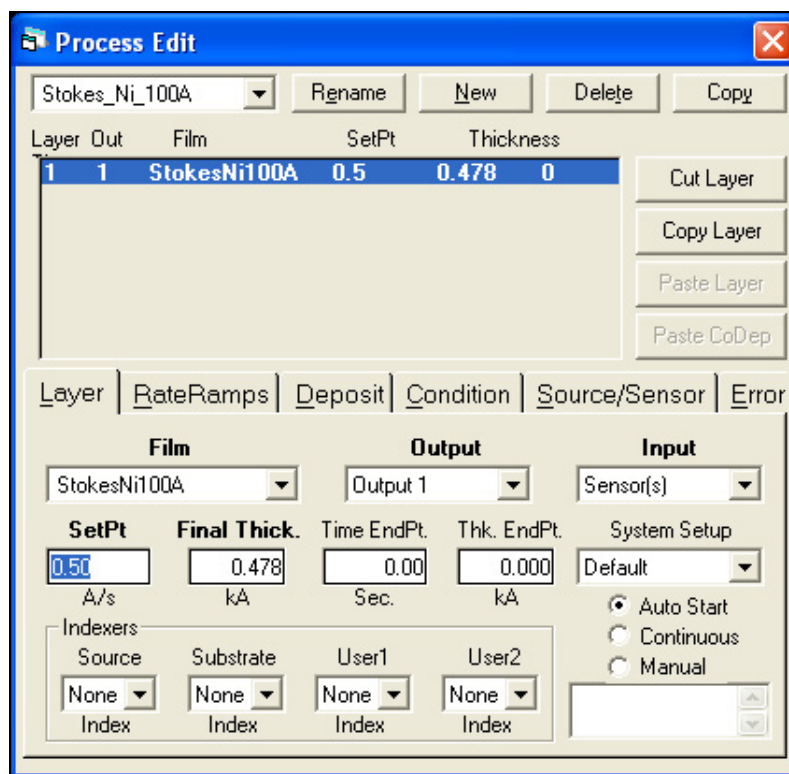 Process Edit
Stokes_Ni_100A Rename New Delete Copy
Layer Out Film SetPt Thickness
1 1 StokesNi100A 0.5 0.478 0
Cut Layer
Copy Layer
Paste Layer
Paste CoDep
Layer RateRamps Deposit Condition Source/Sensor Error
Film Output Input
StokesNi100A Output 1 Sensor(s)
SetPt Final Thick. Time EndPt. Thk. EndPt. System Setup
0.50 0.478 0.00 0.000 Default
A/s kA Sec. kA
Auto Start
Continuous
Manual
Indexers
Source Substrate User1 User2
None None None None
Index Index Index Index